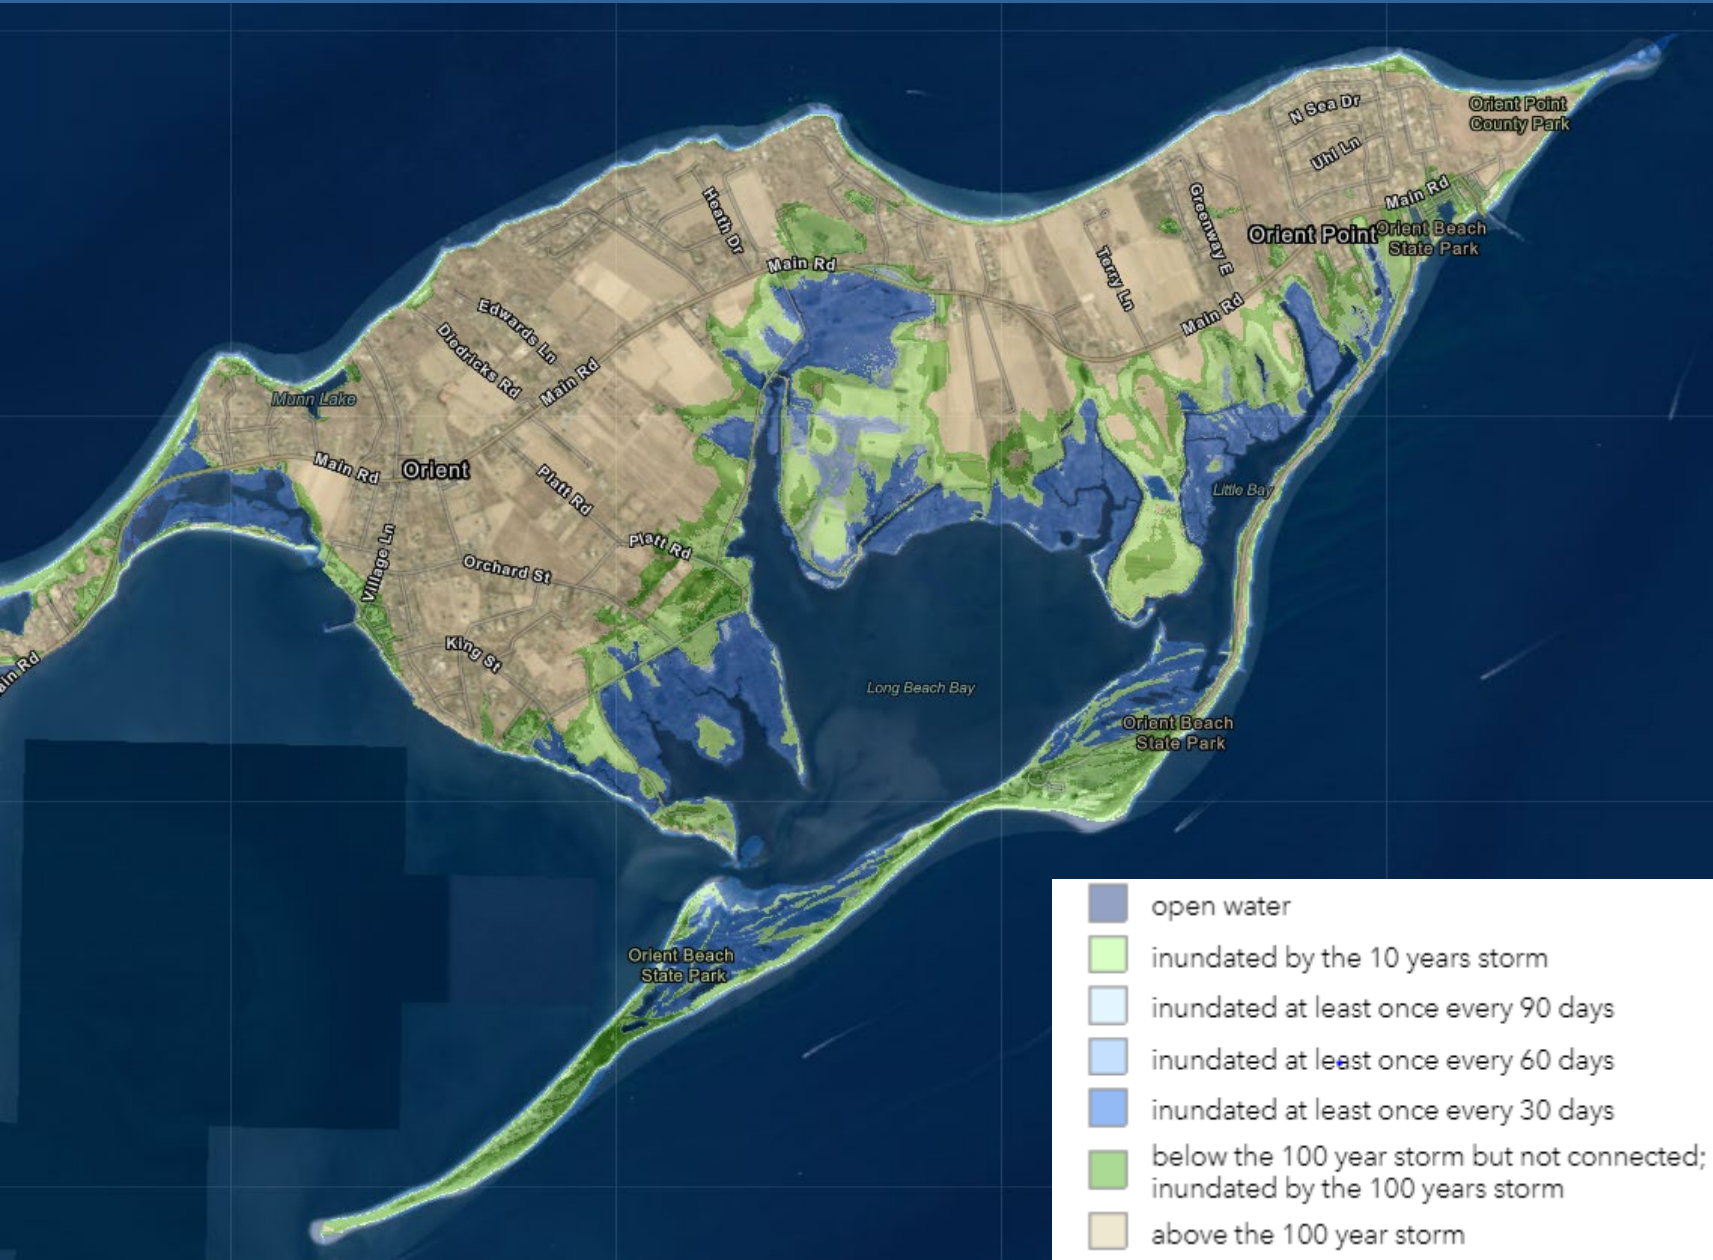 N Sea Dr
Orient Point
County Park
Uhl Ln
Main Rd
Heath Dr
Greenway E
Orient Point
Orient Beach
State Park
Main Rd
Terry Ln
Edwards Ln
Main Rd
Diedricks Rd
Main Rd
Munn Lake
Main Rd
Orient
Platt Rd
Little Bay
Village Ln
Platt Rd
Orchard St
King St
ain Rd
Long Beach Bay
Orient Beach
State Park
Orient Beach
State Park
open water
inundated by the 10 years storm
inundated at least once every 90 days
inundated at least once every 60 days
inundated at least once every 30 days
below the 100 year storm but not connected;
inundated by the 100 years storm
above the 100 year storm